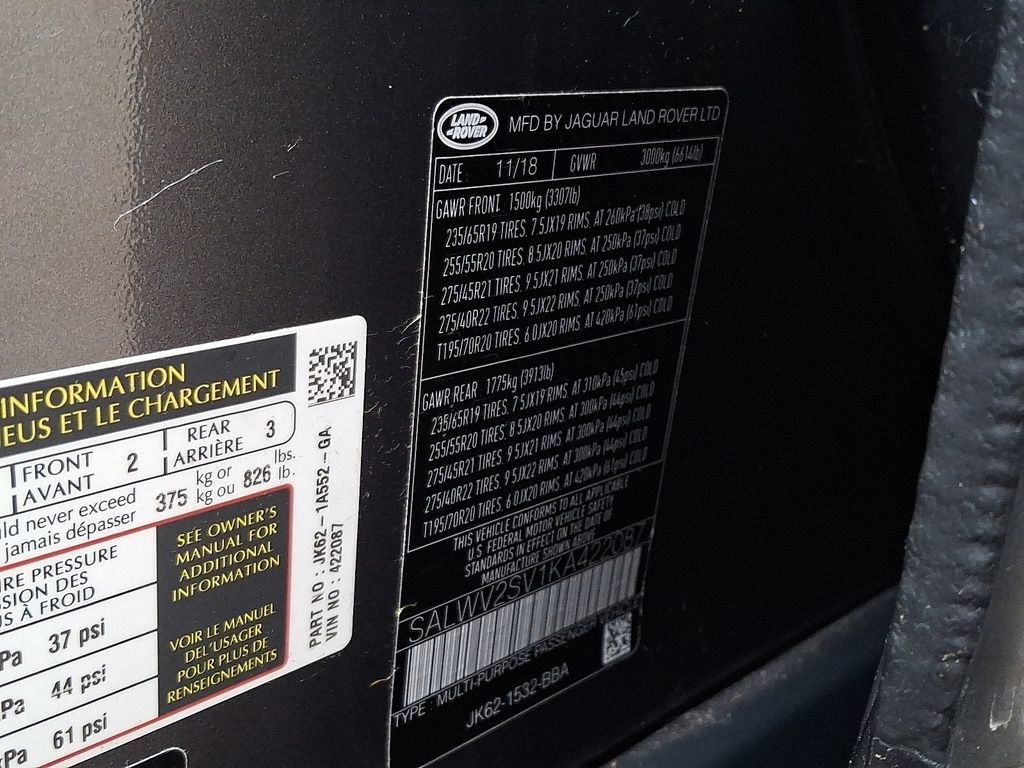 INFORMATION
EUS ET LE CHARGEMENT
FRONT 2 REAR 3
AVANT ARRIÈRE
ld never exceed 375 kg or 826 lbs.
jamais dépasser kg ou lb.
IRE PRESSURE
SION DES
US À FROID
Pa 37 psi
Pa 44 psi
kPa 61 psi
SEE OWNER'S
MANUAL FOR
ADDITIONAL
INFORMATION
VOIR LE MANUEL
DE L'USAGER
POUR PLUS DE
RENSEIGNEMENTS
PART NO : JK62-1A552-GA
VIN NO : 422087
LAND-
-ROVER
MFD BY JAGUAR LAND ROVER LTD
DATE: 11/18 GVWR 3000kg (6614lb)
GAWR FRONT: 1500kg (3307lb)
235/65R19 TIRES, 7.5JX19 RIMS, AT 260kPa (38psi) COLD
255/55R20 TIRES, 8.5JX20 RIMS, AT 250kPa (37psi) COLD
275/45R21 TIRES, 9.5JX21 RIMS, AT 250kPa (37psi) COLD
275/40R22 TIRES, 9.5JX22 RIMS, AT 250kPa (37psi) COLD
T195/70R20 TIRES, 6.0JX20 RIMS, AT 420kPa (61psi) COLD
GAWR REAR: 1775kg (3913lb)
235/65R19 TIRES, 7.5JX19 RIMS, AT 310kPa (45psi) COLD
255/55R20 TIRES, 8.5JX20 RIMS, AT 300kPa (44psi) COLD
275/45R21 TIRES, 9.5JX21 RIMS, AT 300kPa (44psi) COLD
275/40R22 TIRES, 9.5JX22 RIMS, AT 300kPa (44psi) COLD
T195/70R20 TIRES, 6.0JX20 RIMS, AT 420kPa (61psi) COLD
THIS VEHICLE CONFORMS TO ALL APPLICABLE
U.S. FEDERAL MOTOR VEHICLE SAFETY
STANDARDS IN EFFECT ON THE DATE OF
MANUFACTURE SHOWN ABOVE
SALWV2SV1KA422087
TYPE: MULTI-PURPOSE PASSENGER
JK62-1532-BBA